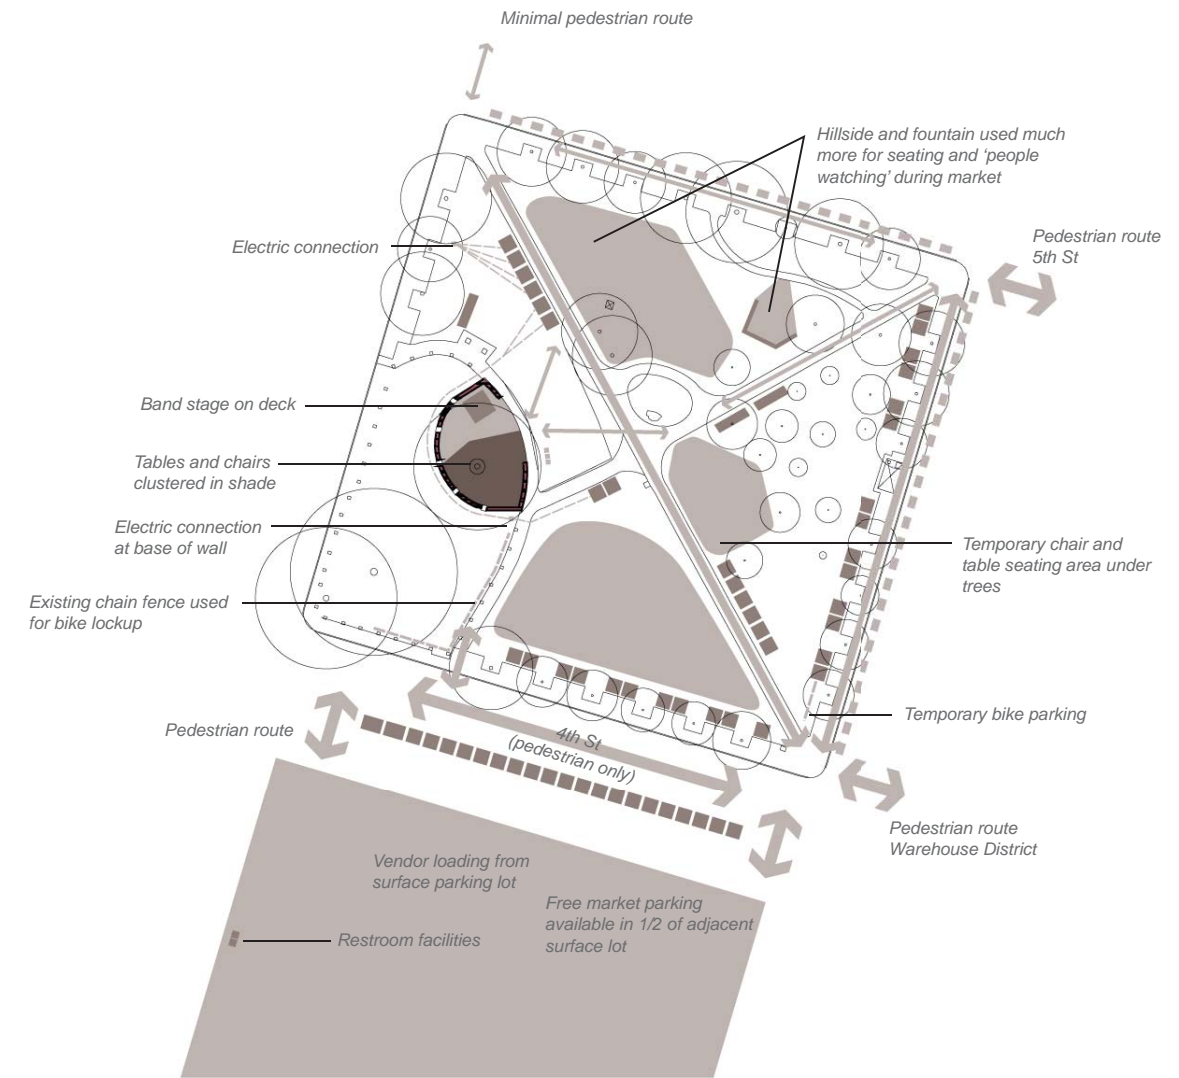 Minimal pedestrian route
Hillside and fountain used much
more for seating and ‘people
watching’ during market
Pedestrian route
5th St
Electric connection
Band stage on deck
Tables and chairs
clustered in shade
Electric connection
at base of wall
Temporary chair and
table seating area under
trees
Existing chain fence used
for bike lockup
Temporary bike parking
Pedestrian route
4th St
(pedestrian only)
Pedestrian route
Warehouse District
Vendor loading from
surface parking lot
Free market parking
available in 1/2 of adjacent
surface lot
Restroom facilities